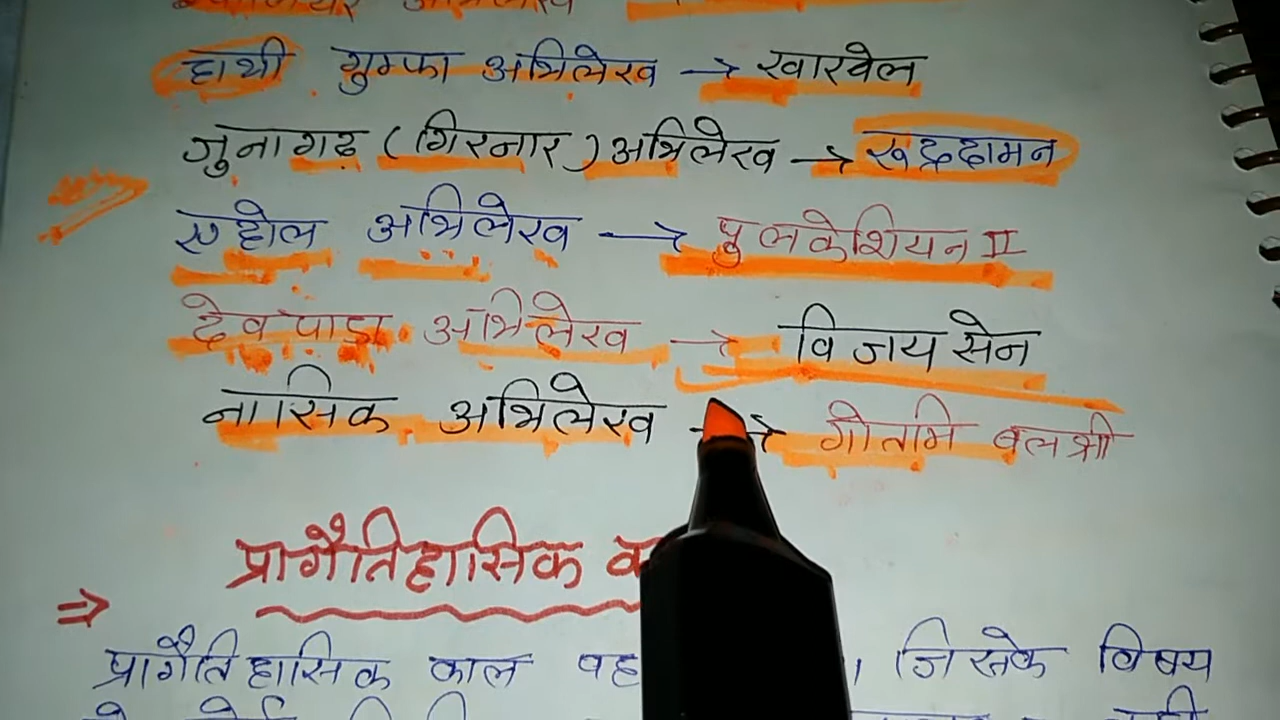 अभिलेख
हाथी गुम्फा अभिलेख → खारवेल
जुनागढ़ (गिरनार) अभिलेख → रूद्रदामन
एहोल अभिलेख → पुलकेशियन II
देवपाड़ा अभिलेख → विजयसेन
नासिक अभिलेख → गौतमि बलश्री
प्रागैतिहासिक
⇒
प्रागैतिहासिक काल वह । जिसके विषय